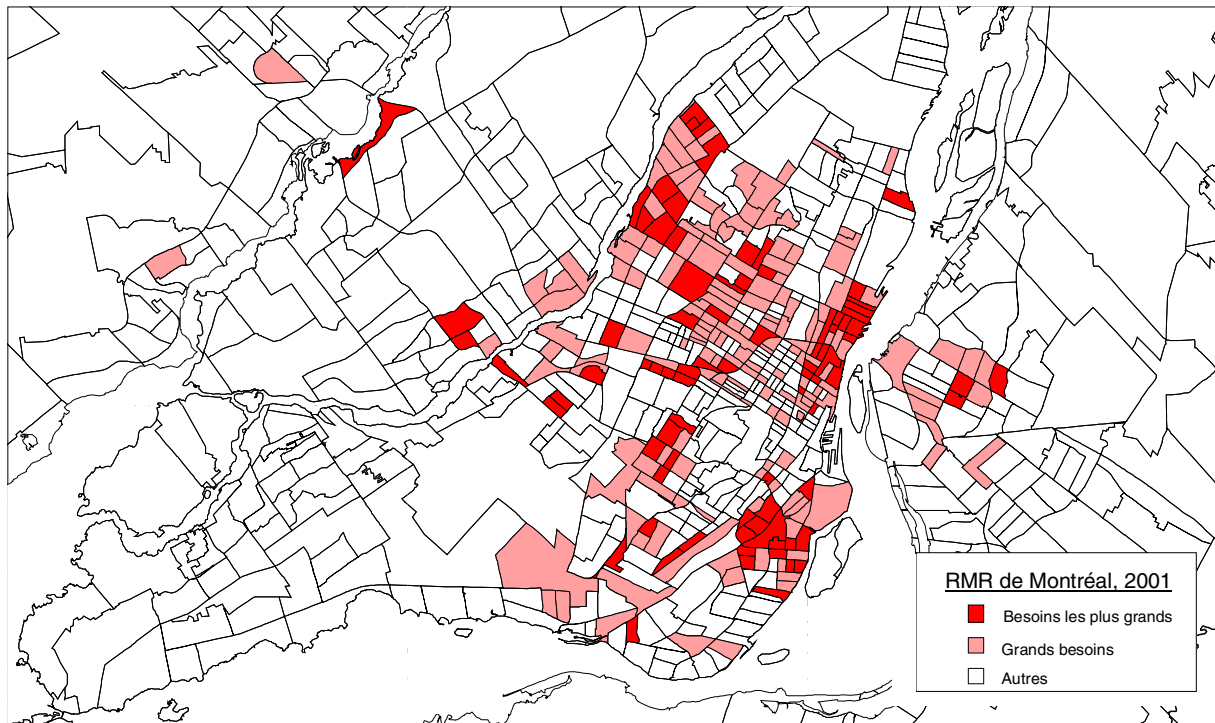 RMR de Montréal, 2001
Besoins les plus grands
Grands besoins
Autres